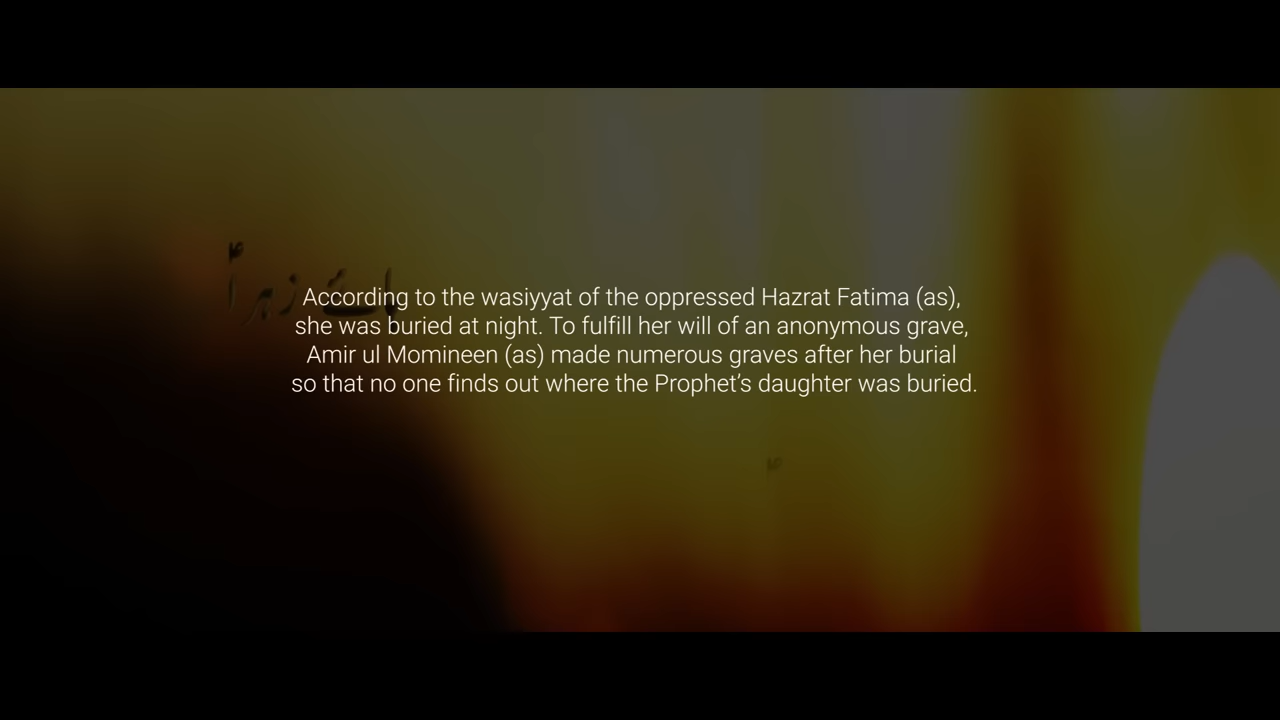 According to the wasiyyat of the oppressed Hazrat Fatima (as),
she was buried at night. To fulfill her will of an anonymous grave,
Amir ul Momineen (as) made numerous graves after her burial
so that no one finds out where the Prophet’s daughter was buried.